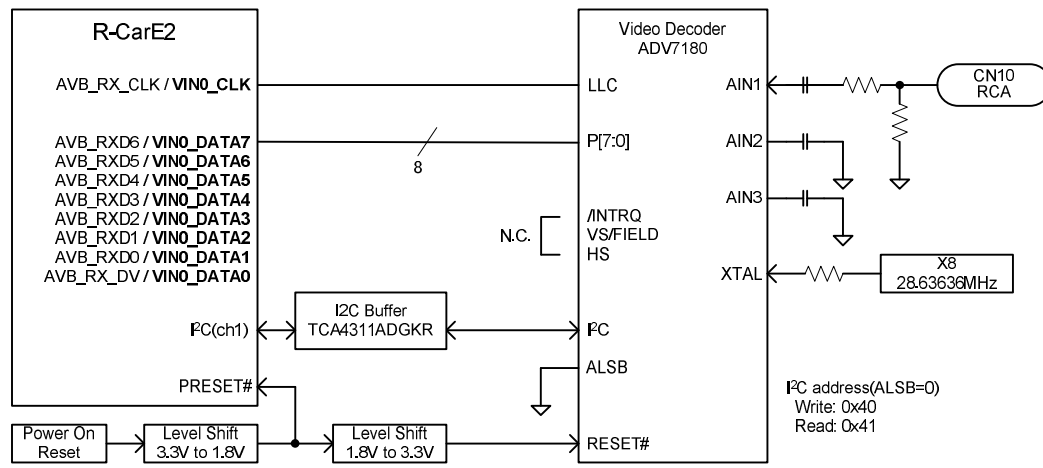 R-CarE2
AVB_RX_CLK / VIN0_CLK
AVB_RXD6 / VIN0_DATA7
AVB_RXD5 / VIN0_DATA6
AVB_RXD4 / VIN0_DATA5
AVB_RXD3 / VIN0_DATA4
AVB_RXD2 / VIN0_DATA3
AVB_RXD1 / VIN0_DATA2
AVB_RXD0 / VIN0_DATA1
AVB_RX_DV / VIN0_DATA0
I²C(ch1)
PRESET#
Power On
Reset
Level Shift
3.3V to 1.8V
Level Shift
1.8V to 3.3V
I2C Buffer
TCA4311ADGKR
8
N.C.
Video Decoder
ADV7180
LLC
P[7:0]
/INTRQ
VS/FIELD
HS
I²C
ALSB
RESET#
AIN1
AIN2
AIN3
XTAL
CN10
RCA
X8
28.63636MHz
I²C address(ALSB=0)
Write: 0x40
Read: 0x41